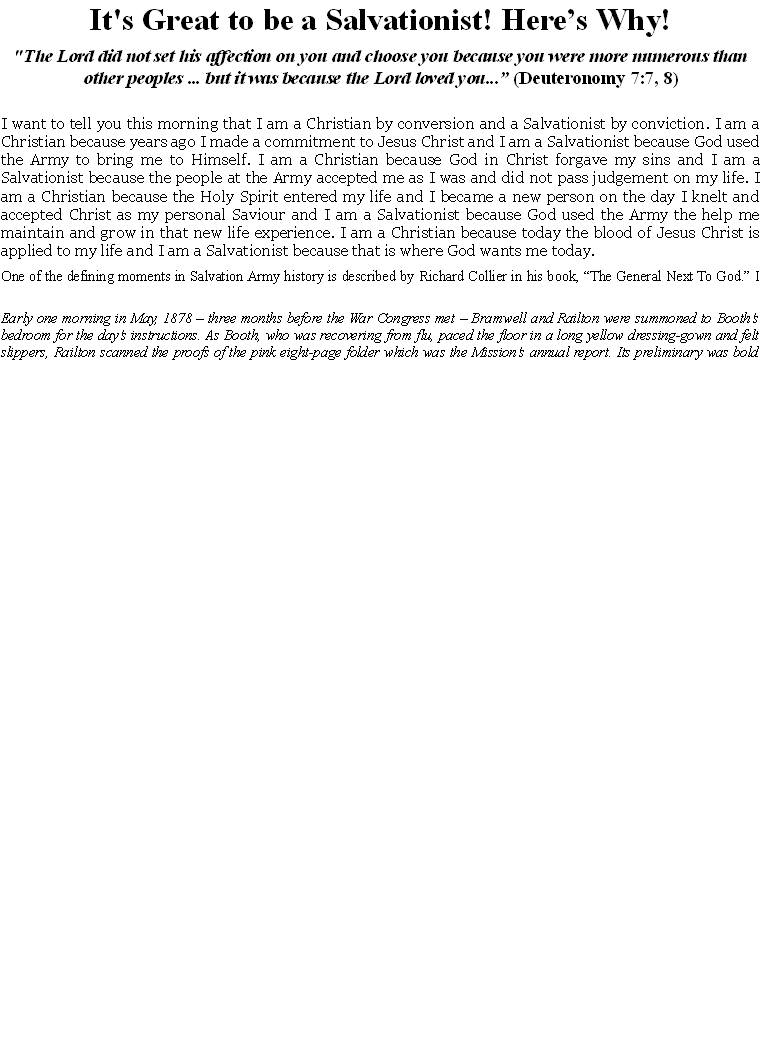 It's Great to be a Salvationist! Here’s Why!
"The Lord did not set his affection on you and choose you because you were more numerous than
other peoples ... but it was because the Lord loved you...” (Deuteronomy 7:7, 8)
I want to tell you this morning that I am a Christian by conversion and a Salvationist by conviction. I am a
Christian because years ago I made a commitment to Jesus Christ and I am a Salvationist because God used
the Army to bring me to Himself. I am a Christian because God in Christ forgave my sins and I am a
Salvationist because the people at the Army accepted me as I was and did not pass judgement on my life. I
am a Christian because the Holy Spirit entered my life and I became a new person on the day I knelt and
accepted Christ as my personal Saviour and I am a Salvationist because God used the Army the help me
maintain and grow in that new life experience. I am a Christian because today the blood of Jesus Christ is
applied to my life and I am a Salvationist because that is where God wants me today.
One of the defining moments in Salvation Army history is described by Richard Collier in his book, “The General Next To God.” I
Early one morning in May, 1878 – three months before the War Congress met – Bramwell and Railton were summoned to Booth’s
bedroom for the day’s instructions. As Booth, who was recovering from flu, paced the floor in a long yellow dressing-gown and felt
slippers, Railton scanned the proofs of the pink eight-page folder which was the Mission’s annual report. Its preliminary was bold